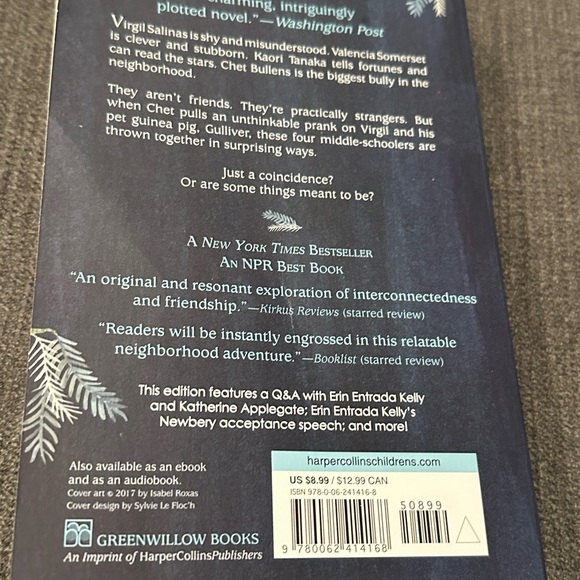 charming, intriguingly
plotted novel.”—Washington Post
Virgil Salinas is shy and misunderstood. Valencia Somerset
is clever and stubborn. Kaori Tanaka tells fortunes and
can read the stars. Chet Bullens is the biggest bully in the
neighborhood.
They aren’t friends. They’re practically strangers. But
when Chet pulls an unthinkable prank on Virgil and his
pet guinea pig, Gulliver, these four middle-schoolers are
thrown together in surprising ways.
Just a coincidence?
Or are some things meant to be?
A NEW YORK TIMES BESTSELLER
AN NPR BEST BOOK
“An original and resonant exploration of interconnectedness
and friendship.”—Kirkus Reviews (starred review)
“Readers will be instantly engrossed in this relatable
neighborhood adventure.”—Booklist (starred review)
This edition features a Q&A with Erin Entrada Kelly
and Katherine Applegate; Erin Entrada Kelly’s
Newbery acceptance speech; and more!
Also available as an ebook
and as an audiobook.
Cover art © 2017 by Isabel Roxas
Cover design by Sylvie Le Floc’h
GREENWILLOW BOOKS
An Imprint of HarperCollinsPublishers
harpercollinschildrens.com
US $8.99 / $12.99 CAN
ISBN 978-0-06-241416-8
50899
9 780062 414168